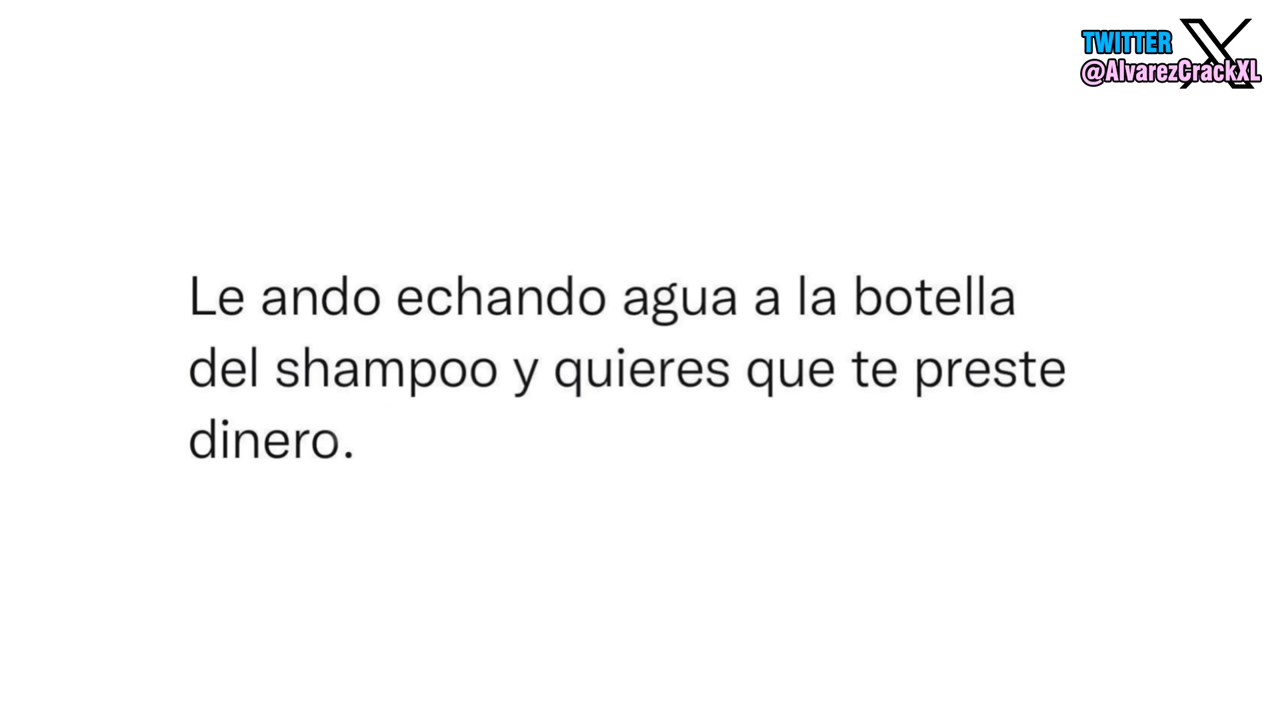 TWITTER
@AlvarezCrackXL
Le ando echando agua a la botella
del shampoo y quieres que te preste
dinero.